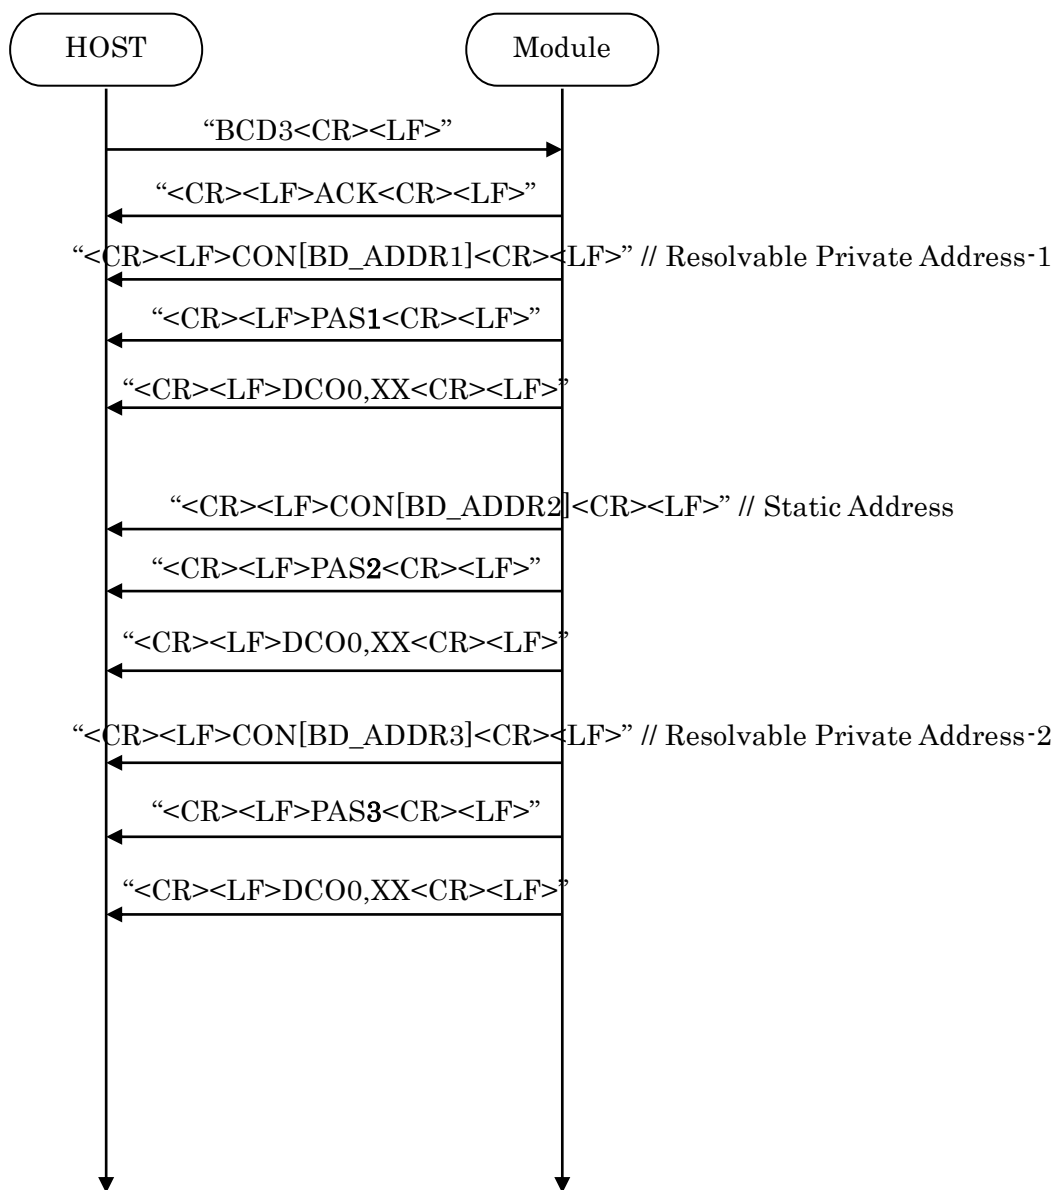 HOST Module
“BCD3<CR><LF>”
“<CR><LF>ACK<CR><LF>”
“<CR><LF>CON[BD_ADDR1]<CR><LF>” // Resolvable Private Address-1
“<CR><LF>PAS1<CR><LF>”
“<CR><LF>DCO0,XX<CR><LF>”
“<CR><LF>CON[BD_ADDR2]<CR><LF>” // Static Address
“<CR><LF>PAS2<CR><LF>”
“<CR><LF>DCO0,XX<CR><LF>”
“<CR><LF>CON[BD_ADDR3]<CR><LF>” // Resolvable Private Address-2
“<CR><LF>PAS3<CR><LF>”
“<CR><LF>DCO0,XX<CR><LF>”